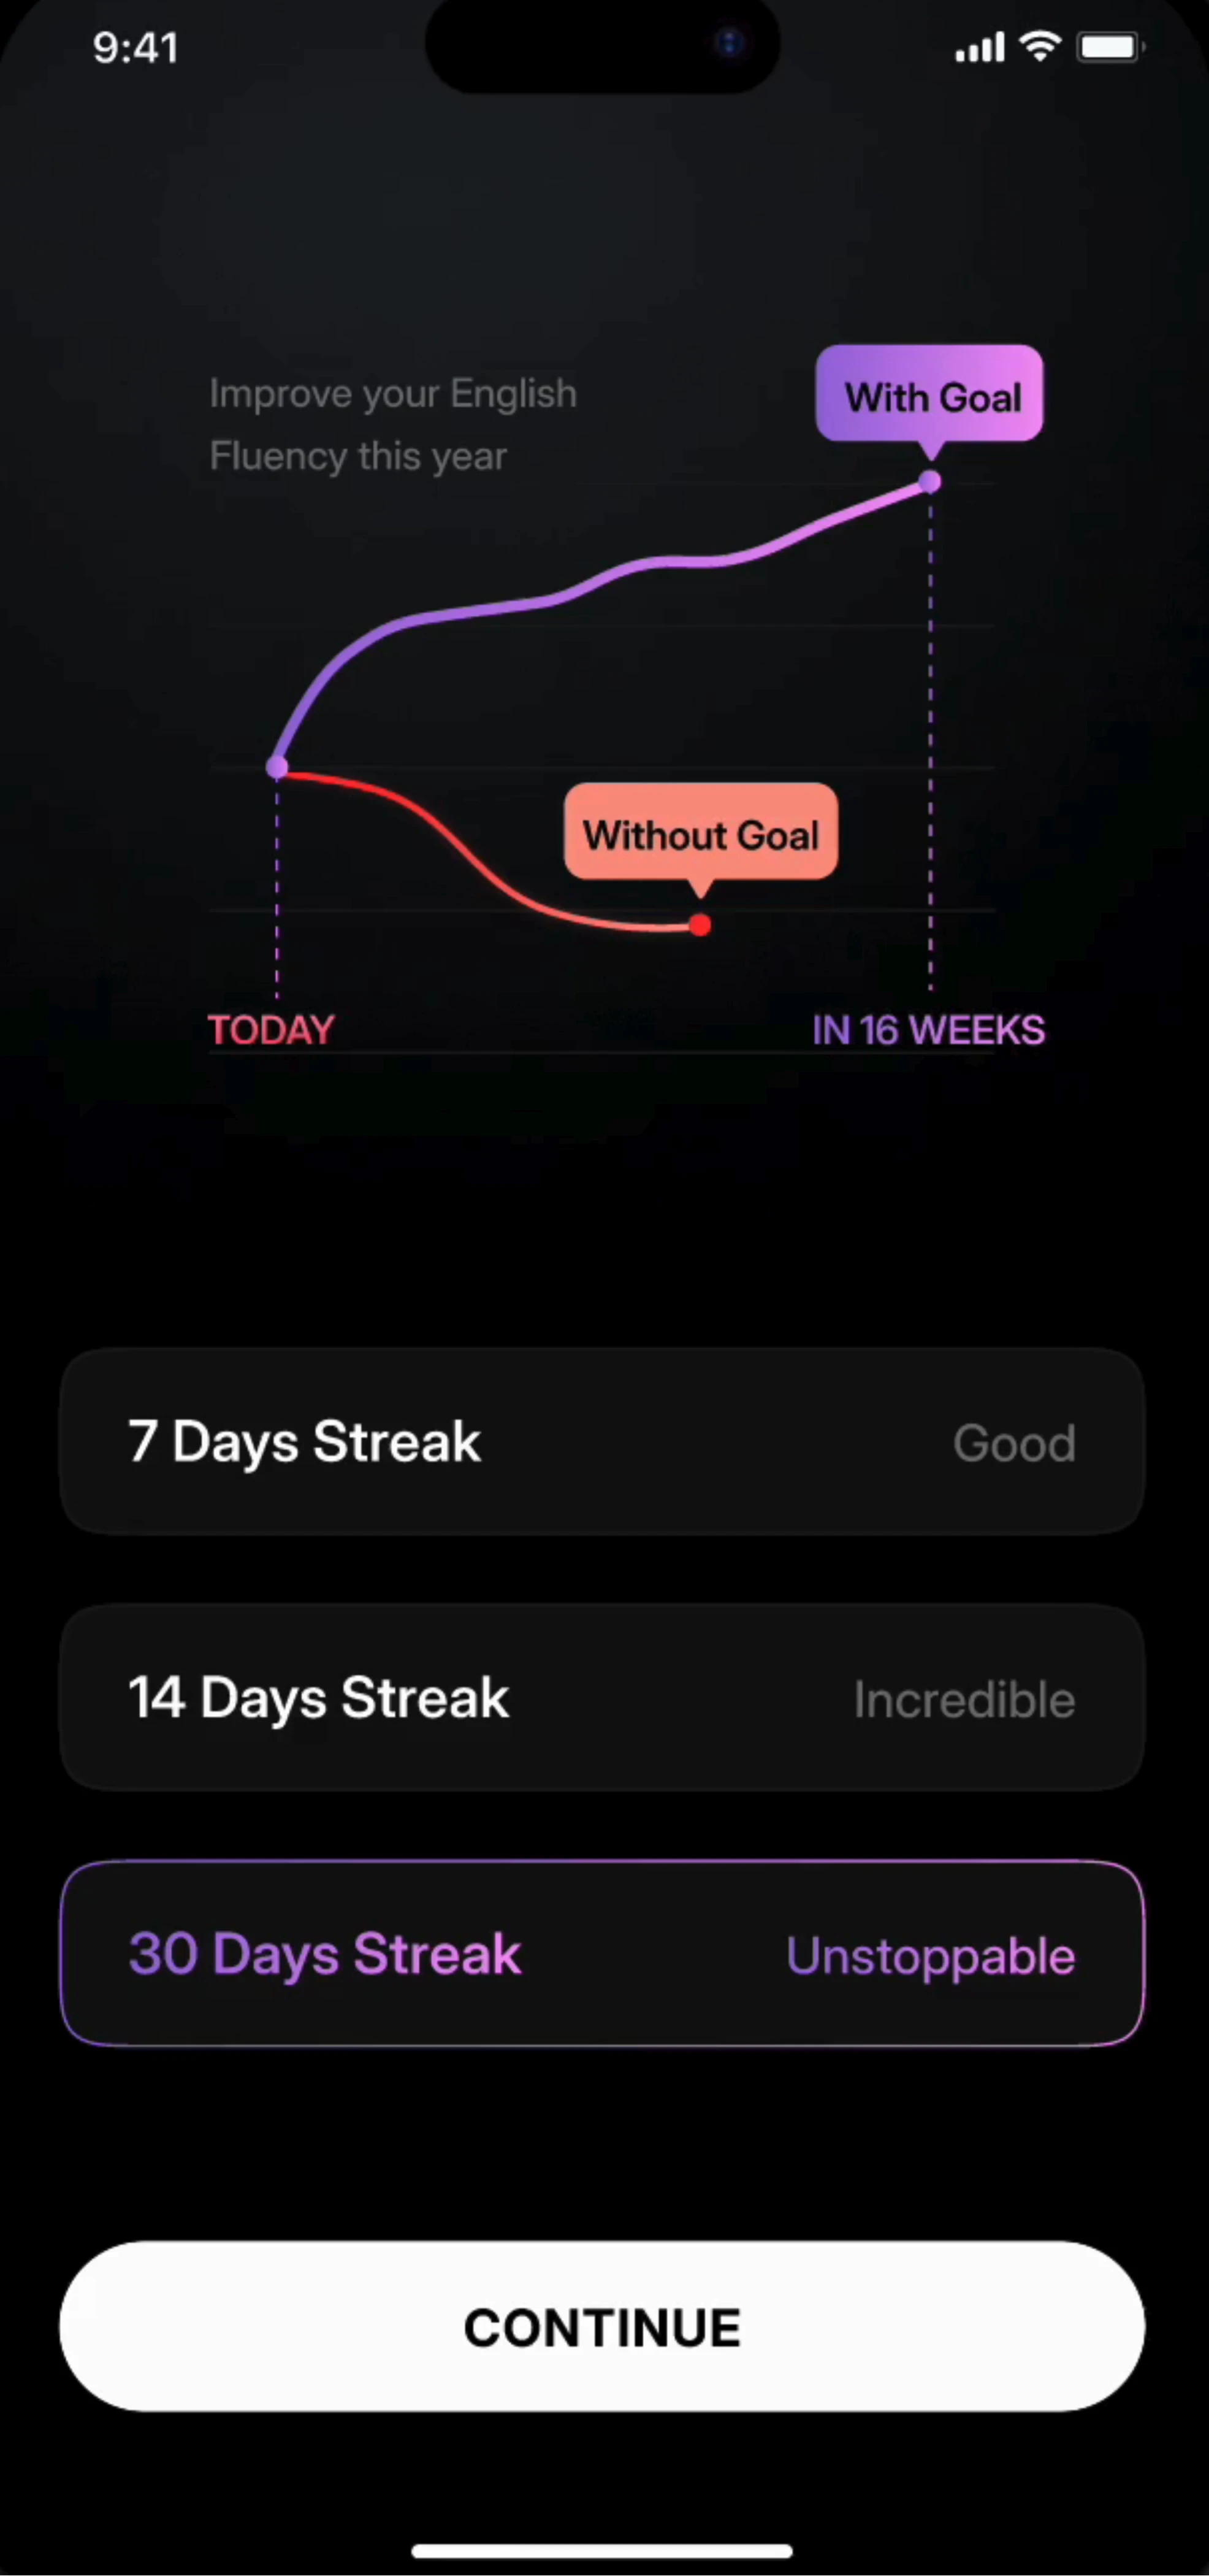 9:41
Improve your English
Fluency this year
With Goal
Without Goal
TODAY
IN 16 WEEKS
7 Days Streak
Good
14 Days Streak
Incredible
30 Days Streak
Unstoppable
CONTINUE